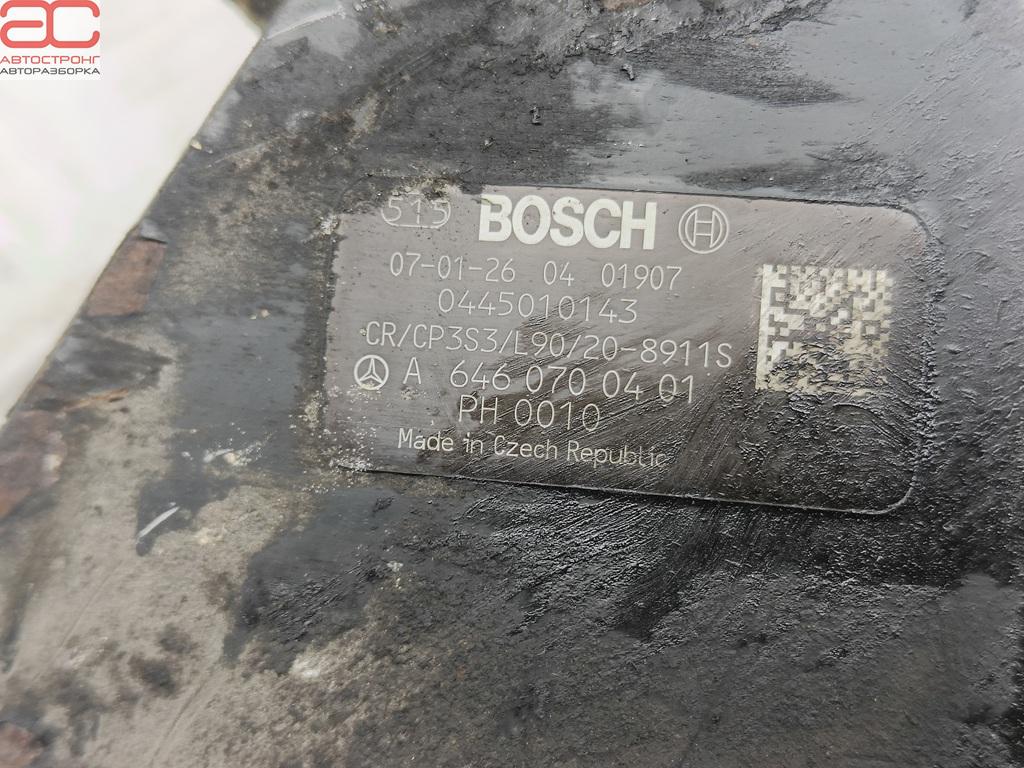 АС
АВТОСТРОНГ
АВТОРАЗБОРКА
515 BOSCH
07-01-26 04 01907
0445010143
CR/CP3S3/L90/20-8911S
A 646 070 04 01
PH 0010
Made in Czech Republic